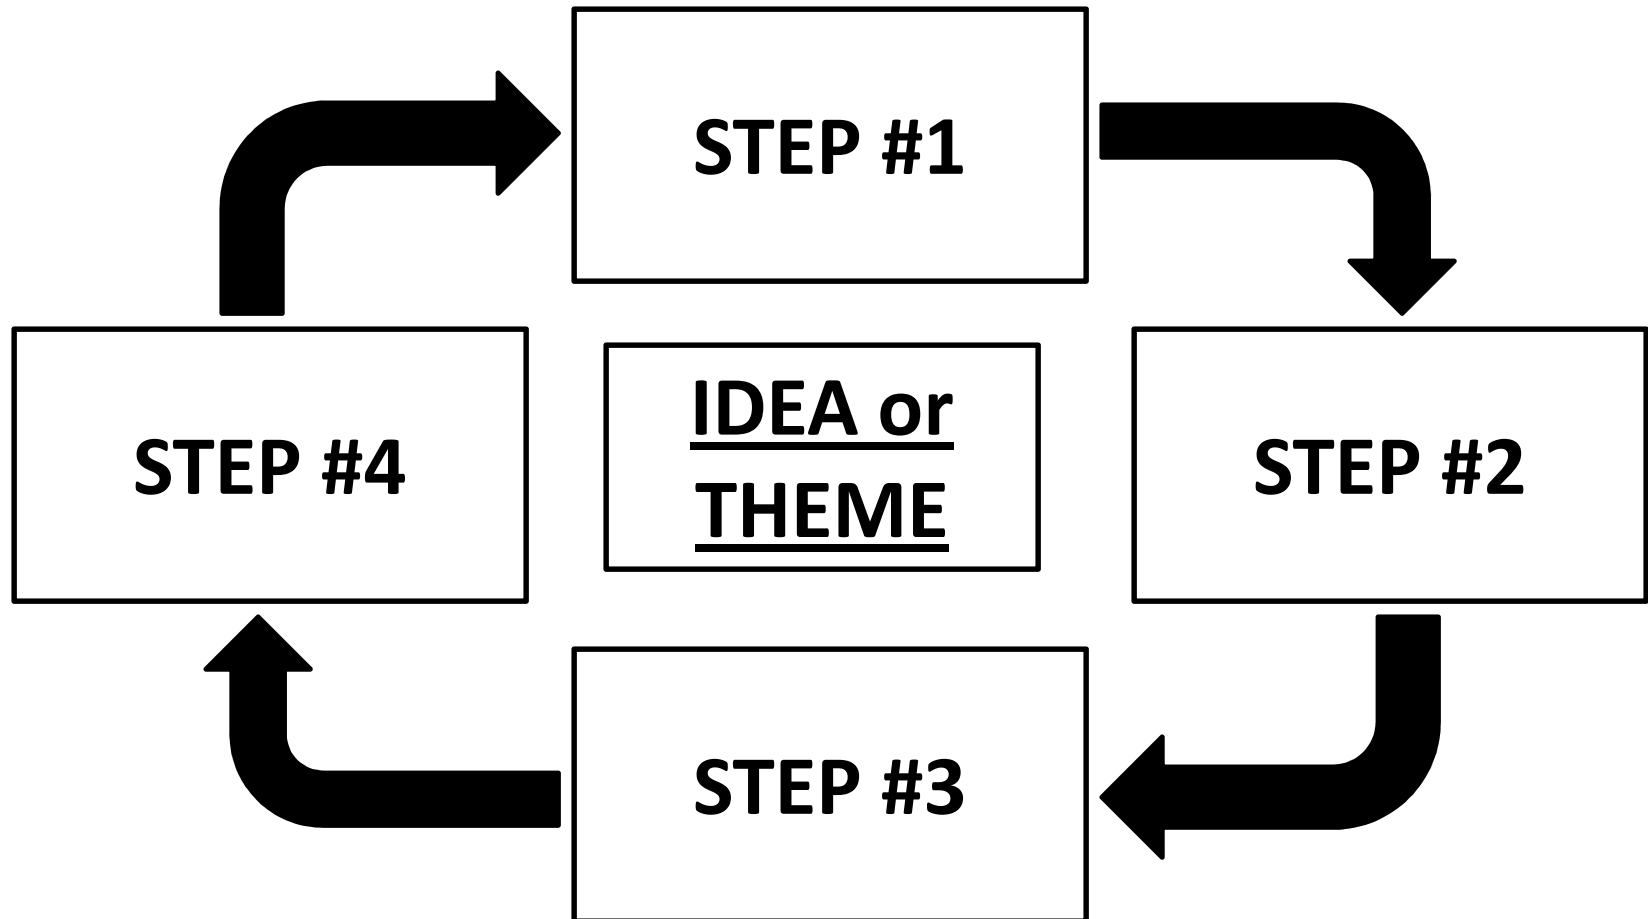 STEP #1
STEP #4
IDEA or
THEME
STEP #2
STEP #3